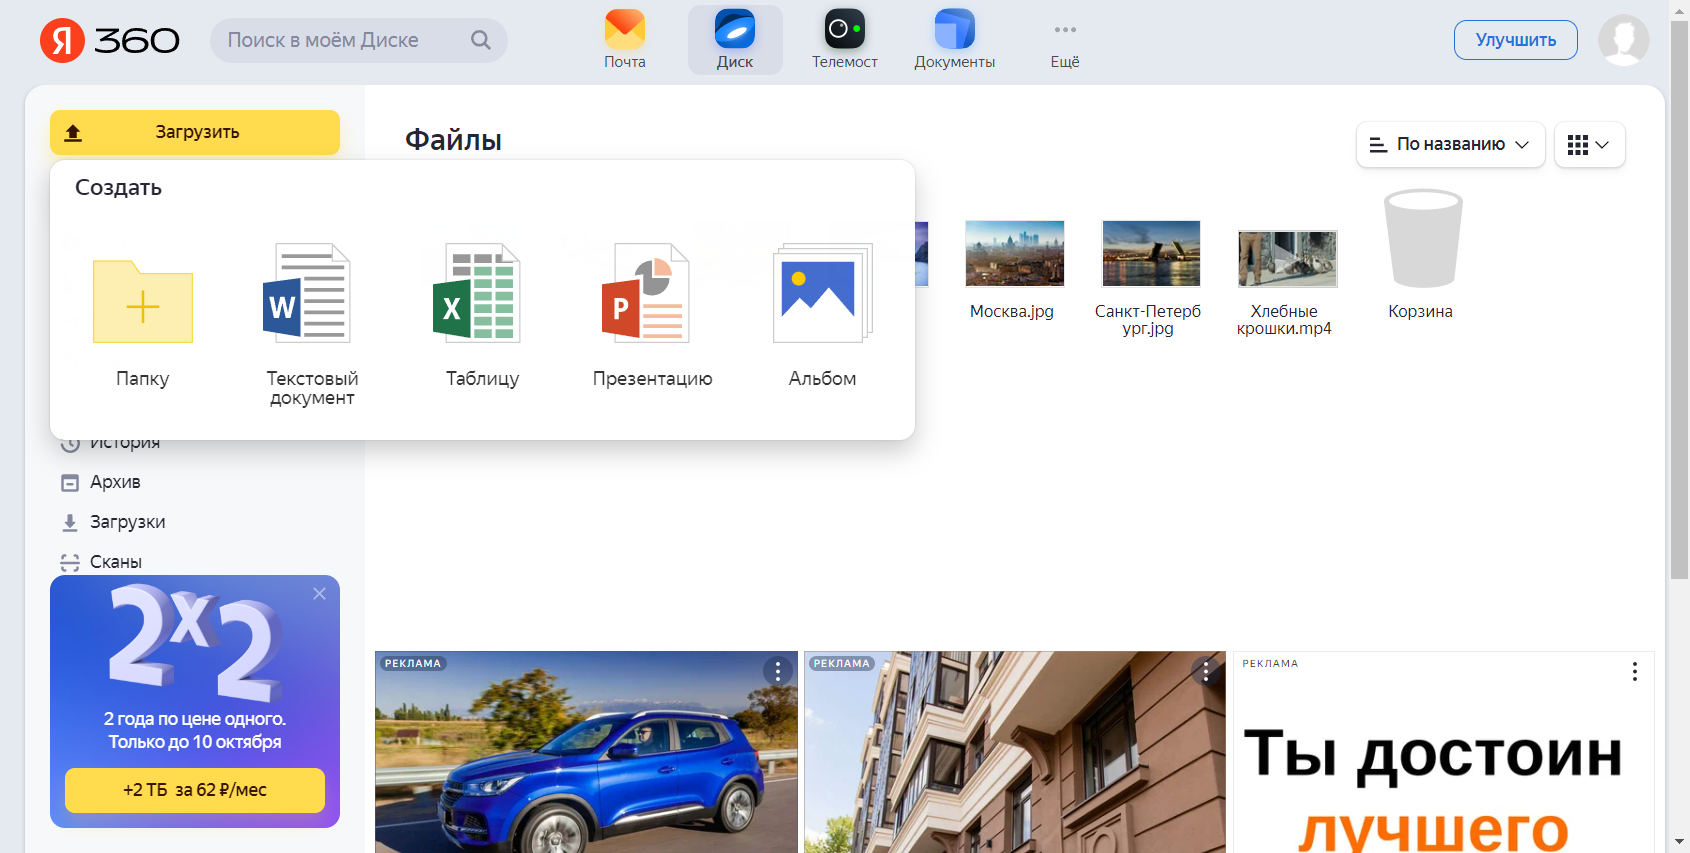 Я 360
Поиск в моём Диске
Почта
Диск
Телемост
Документы
Ещё
Улучшить
Загрузить
Файлы
По названию
Создать
W
X
P
Папку
Текстовый
документ
Таблицу
Презентацию
Альбом
Москва.jpg
Санкт-Петерб
ург.jpg
Хлебные
крошки.mp4
Корзина
История
Архив
Загрузки
Сканы
2x2
2 года по цене одного.
Только до 10 октября
+2 ТБ за 62 ₽/мес
РЕКЛАМА
РЕКЛАМА
РЕКЛАМА
Ты достоин
лучшего